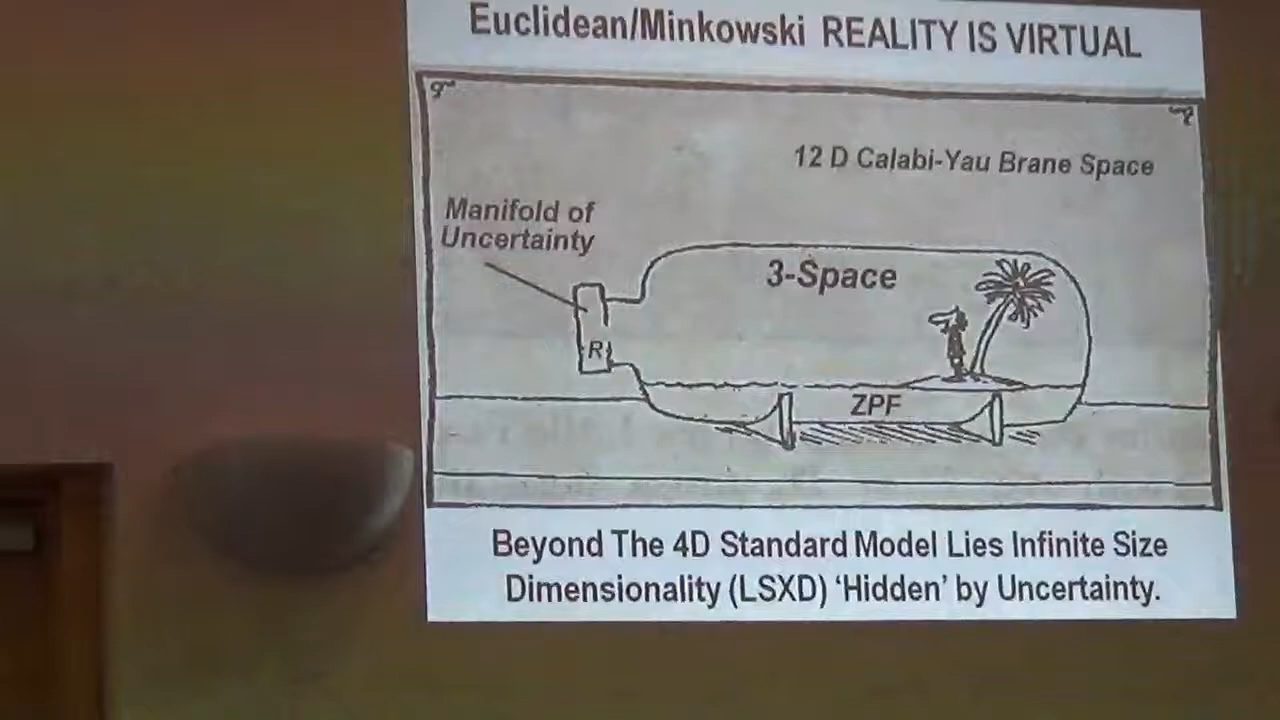 Euclidean/Minkowski REALITY IS VIRTUAL
12 D Calabi-Yau Brane Space
Manifold of
Uncertainty
3-Space
R
ZPF
Beyond The 4D Standard Model Lies Infinite Size
Dimensionality (LSXD) ‘Hidden’ by Uncertainty.